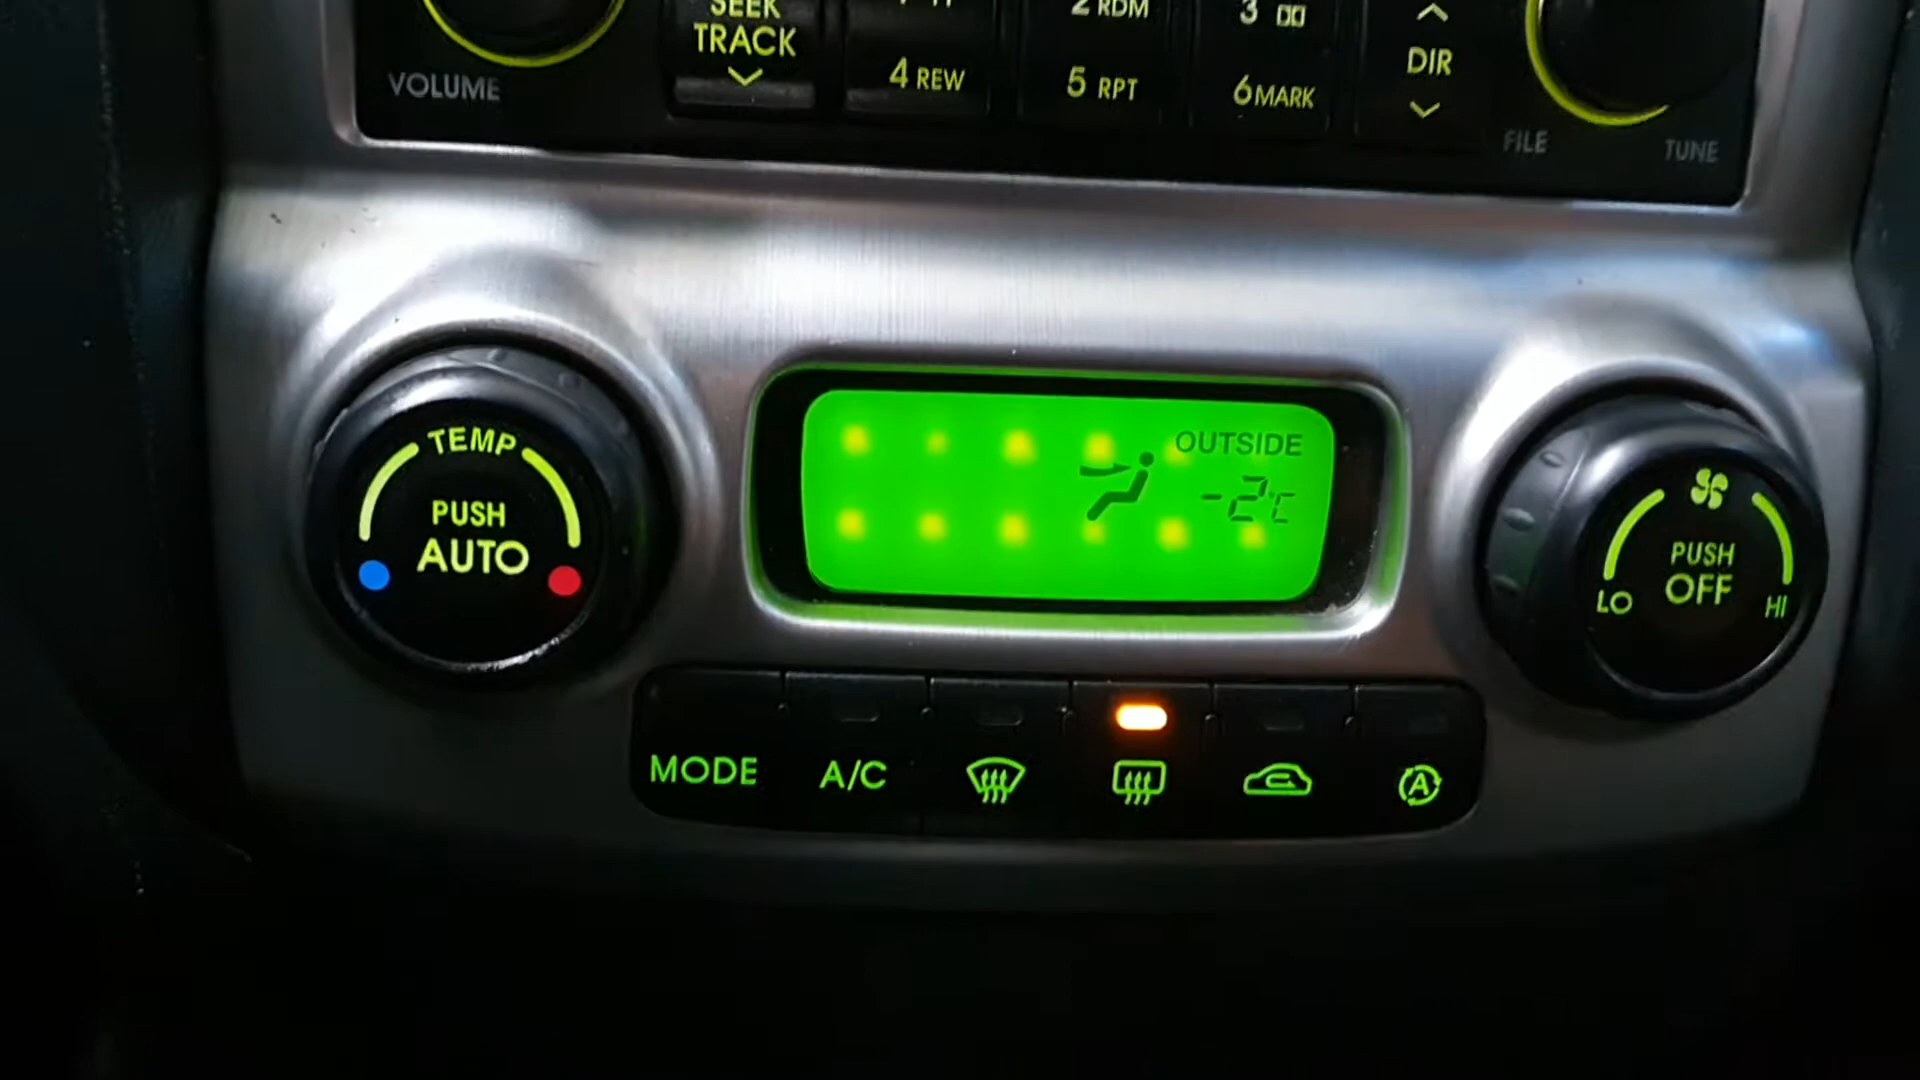 SEEK
TRACK
VOLUME
4 REW
2 RDM
5 RPT
3
6 MARK
DIR
FILE
TUNE
TEMP
PUSH
AUTO
OUTSIDE
-2°C
PUSH
OFF
LO
HI
MODE
A/C
A